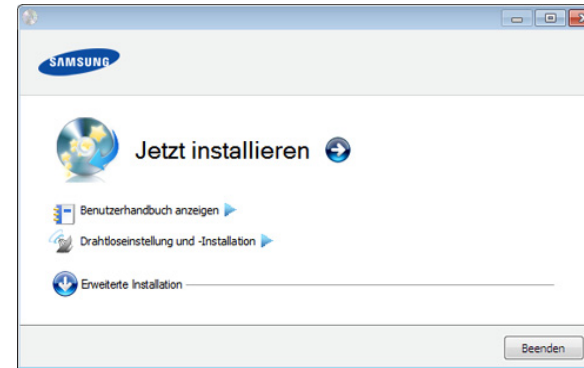 SAMSUNG
Jetzt installieren
Benutzerhandbuch anzeigen
Drahtloseinstellung und -Installation
Erweiterte Installation
Beenden